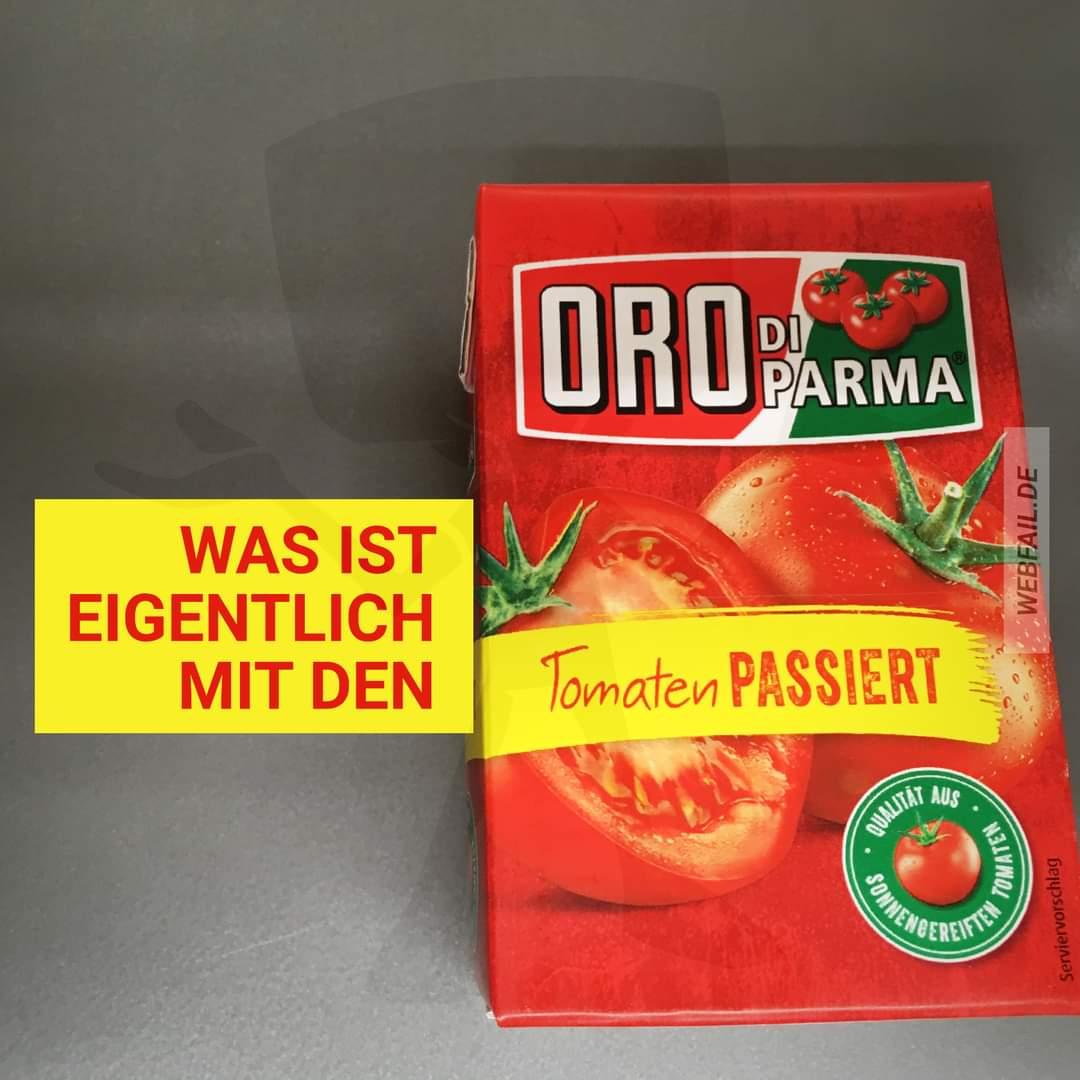 ORO DI
PARMA®
WAS IST
EIGENTLICH
MIT DEN
Tomaten PASSIERT
QUALITÄT AUS
SONNENGEREIFTEN TOMATEN
Serviervorschlag
WEBFAIL.DE